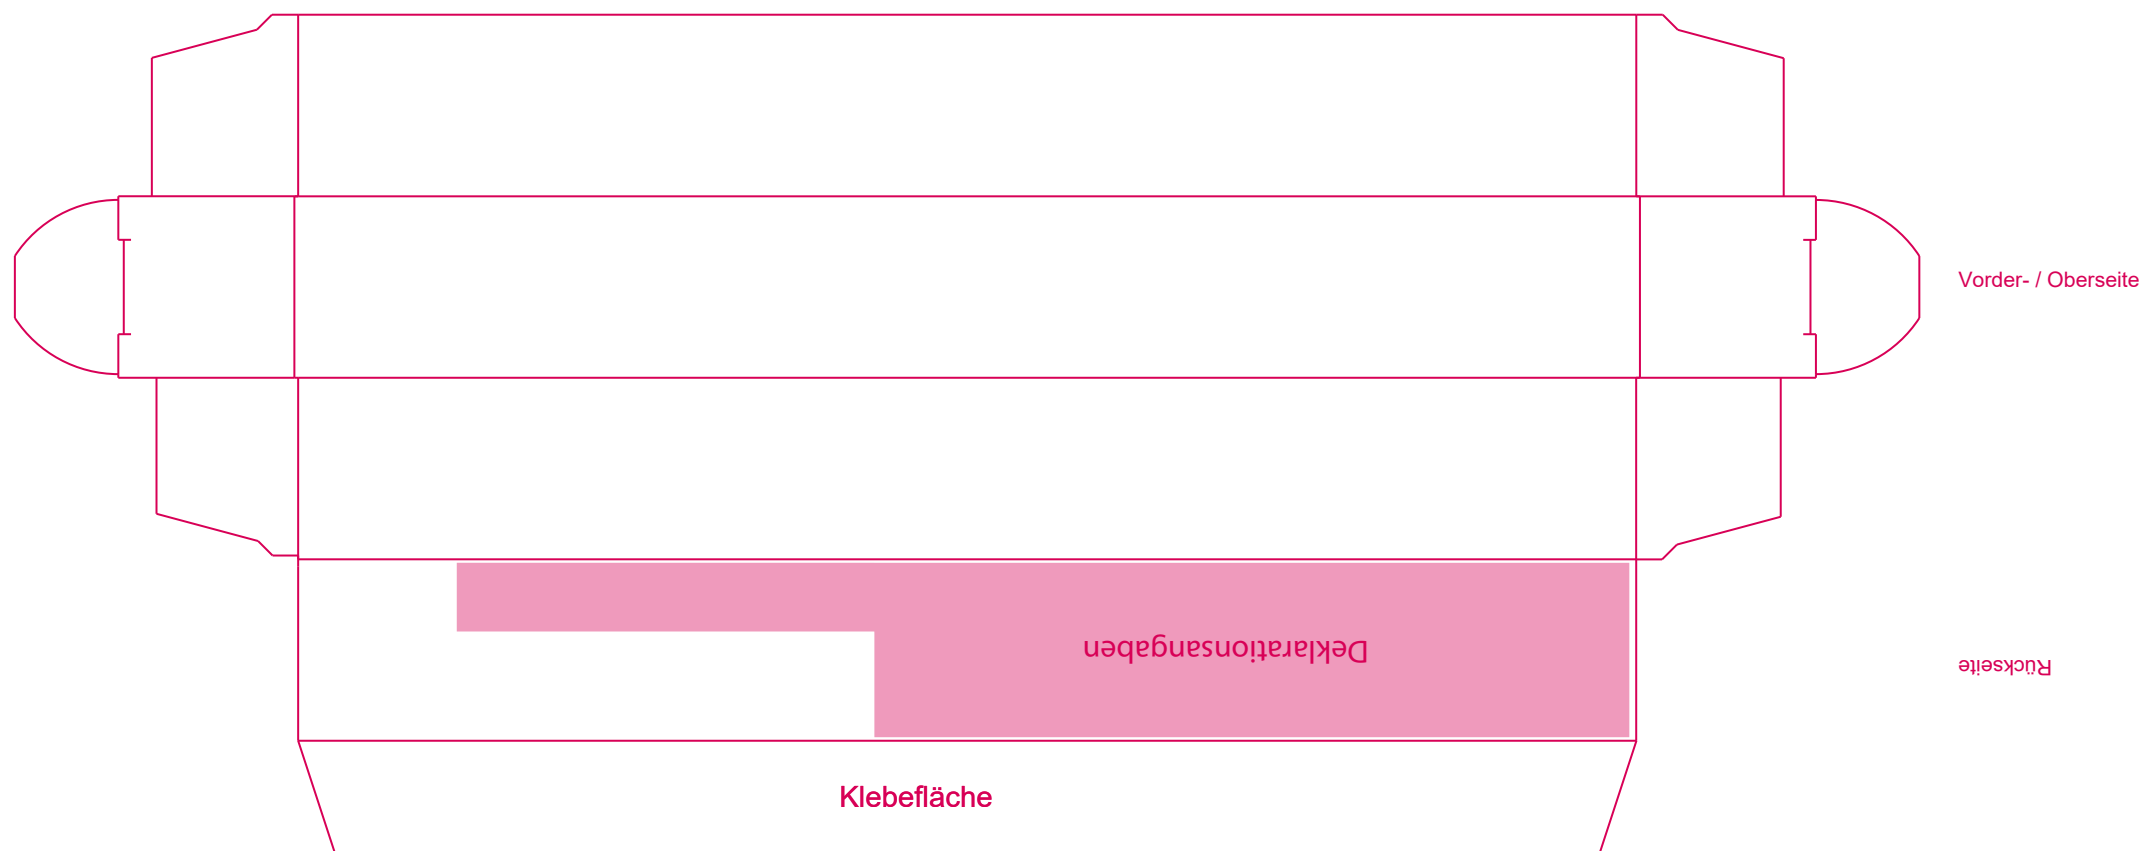 Vorder- / Oberseite
Deklarationsangaben
Rückseite
Klebefläche